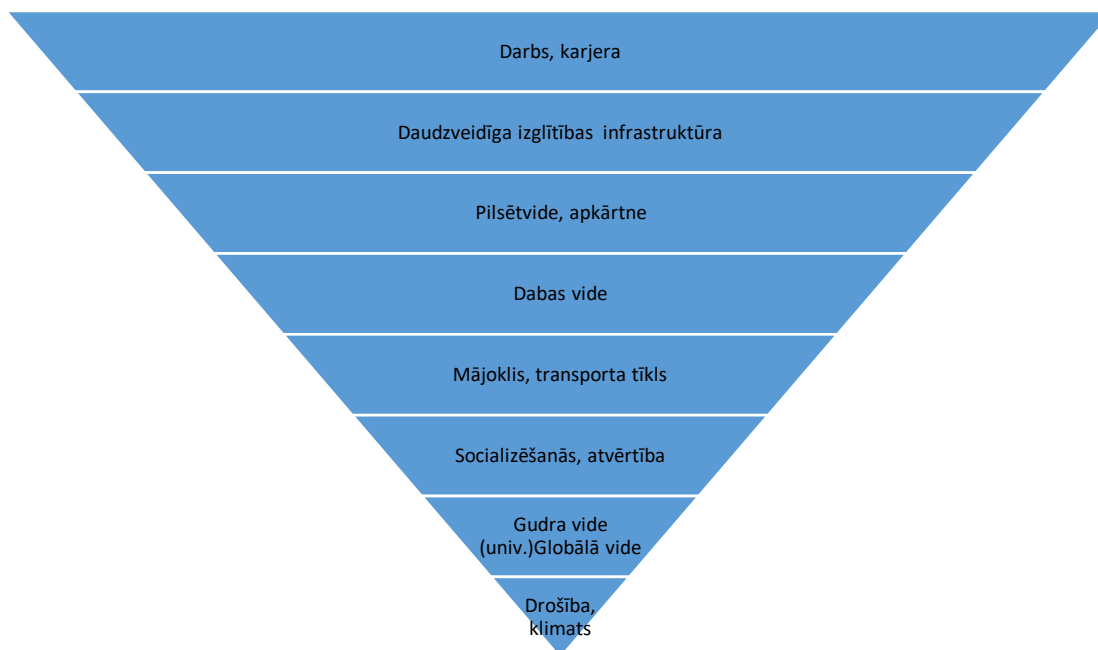 Darbs, karjera
Daudzveidīga izglītības  infrastruktūra
Pilsētvide, apkārtne
Dabas vide
Mājoklis, transporta tīkls
Socializēšanās, atvērtība
Gudra vide
(univ.)Globālā vide
Drošība,
klimats